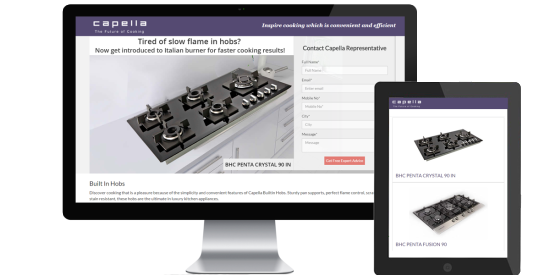 capella
The Future of Cooking
Inspire cooking which is convenient and efficient
Tired of slow flame in hobs?
Now get introduced to Italian burner for faster cooking results!
BHC PENTA CRYSTAL 90 IN
Contact Capella Representative
Full Name*
Full Name
Email*
Enter email
Mobile No*
Mobile No
City*
City
Message*
Message
Built In Hobs
Discover cooking that is a pleasure because of the simplicity and convenient features of Capella Built In Hobs. Sturdy pan supports, perfect flame control,
stain resistant, these hobs are the ultimate in luxury kitchen appliances.
capella
BHC PENTA CRYSTAL 90 IN
BHC PENTA FUSION 90